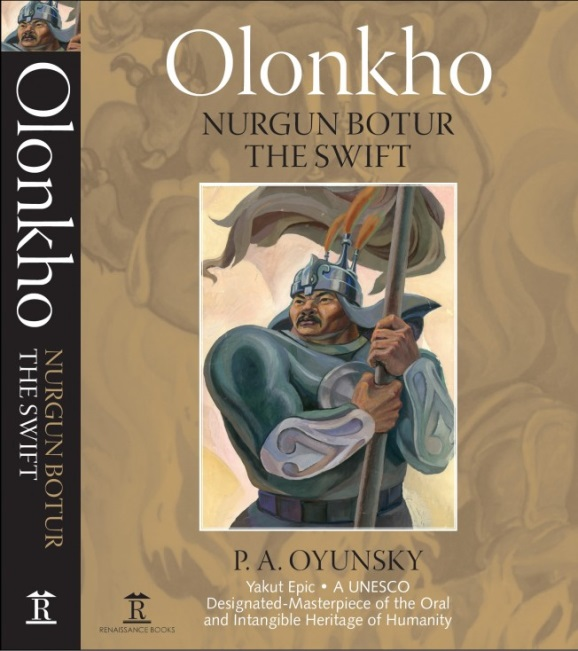 Olonkho
NURGUN BOTUR
THE SWIFT
R
Olonkho
NURGUN BOTUR
THE SWIFT
P. A. OYUNSKY
Yakut Epic • A UNESCO
Designated-Masterpiece of the Oral
and Intangible Heritage of Humanity
R
RENAISSANCE BOOKS